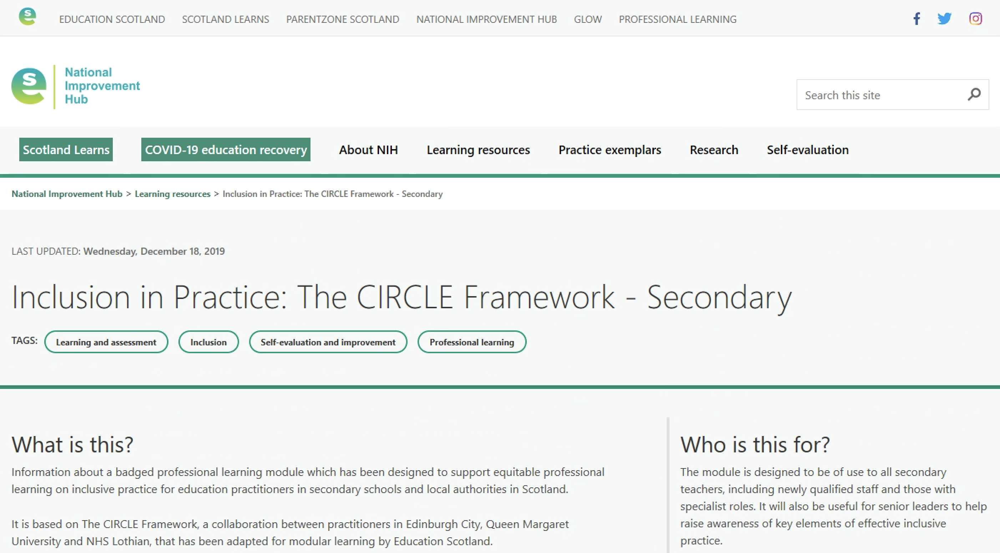 EDUCATION SCOTLAND SCOTLAND LEARNS PARENTZONE SCOTLAND NATIONAL IMPROVEMENT HUB GLOW PROFESSIONAL LEARNING
National
Improvement
Hub
Search this site
Scotland Learns COVID-19 education recovery About NIH Learning resources Practice exemplars Research Self-evaluation
National Improvement Hub > Learning resources > Inclusion in Practice: The CIRCLE Framework - Secondary
LAST UPDATED: Wednesday, December 18, 2019
Inclusion in Practice: The CIRCLE Framework - Secondary
TAGS: Learning and assessment Inclusion Self-evaluation and improvement Professional learning
What is this?
Information about a badged professional learning module which has been designed to support equitable professional
learning on inclusive practice for education practitioners in secondary schools and local authorities in Scotland.
It is based on The CIRCLE Framework, a collaboration between practitioners in Edinburgh City, Queen Margaret
University and NHS Lothian, that has been adapted for modular learning by Education Scotland.
Who is this for?
The module is designed to be of use to all secondary
teachers, including newly qualified staff and those with
specialist roles. It will also be useful for senior leaders to help
raise awareness of key elements of effective inclusive
practice.